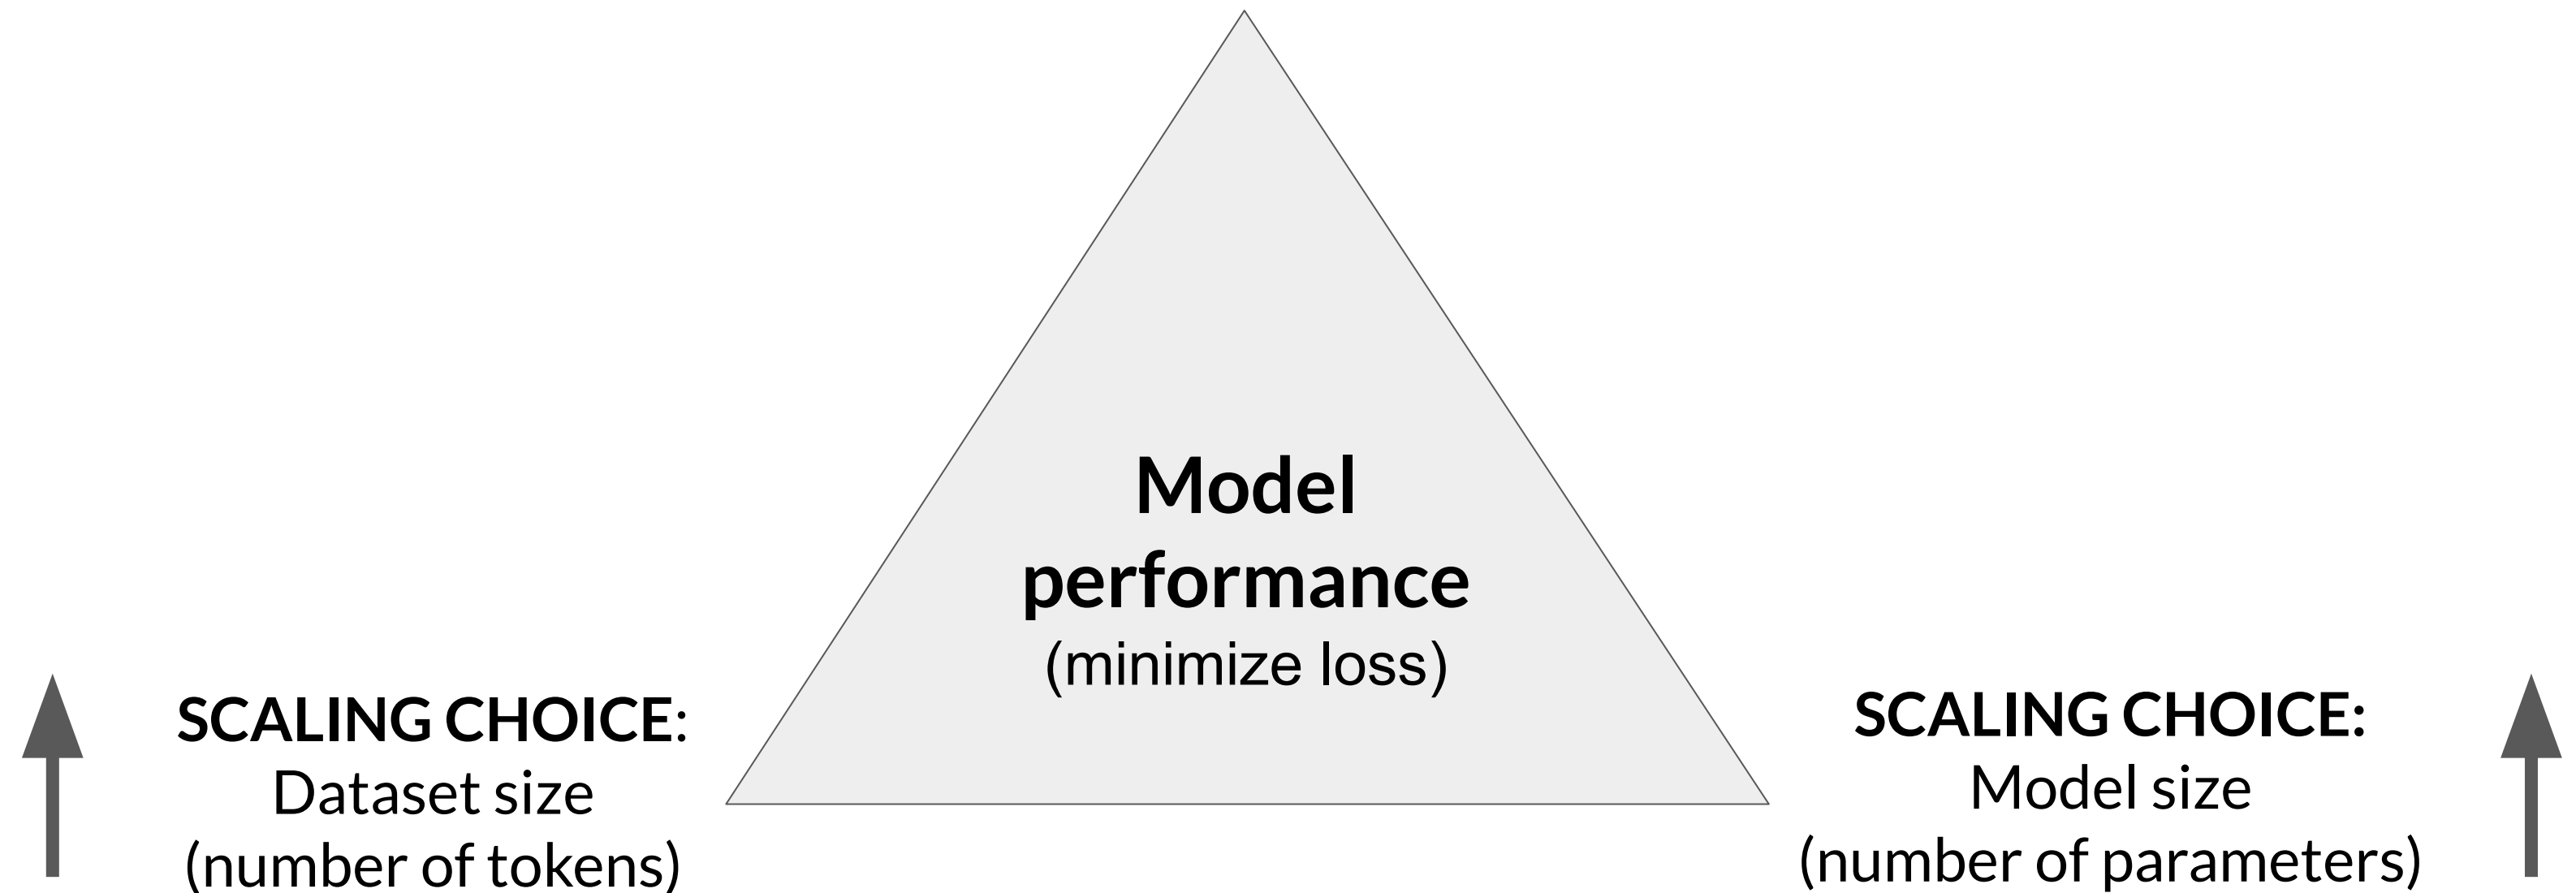 Model
performance
(minimize loss)
SCALING CHOICE:
Dataset size
(number of tokens)
SCALING CHOICE:
Model size
(number of parameters)